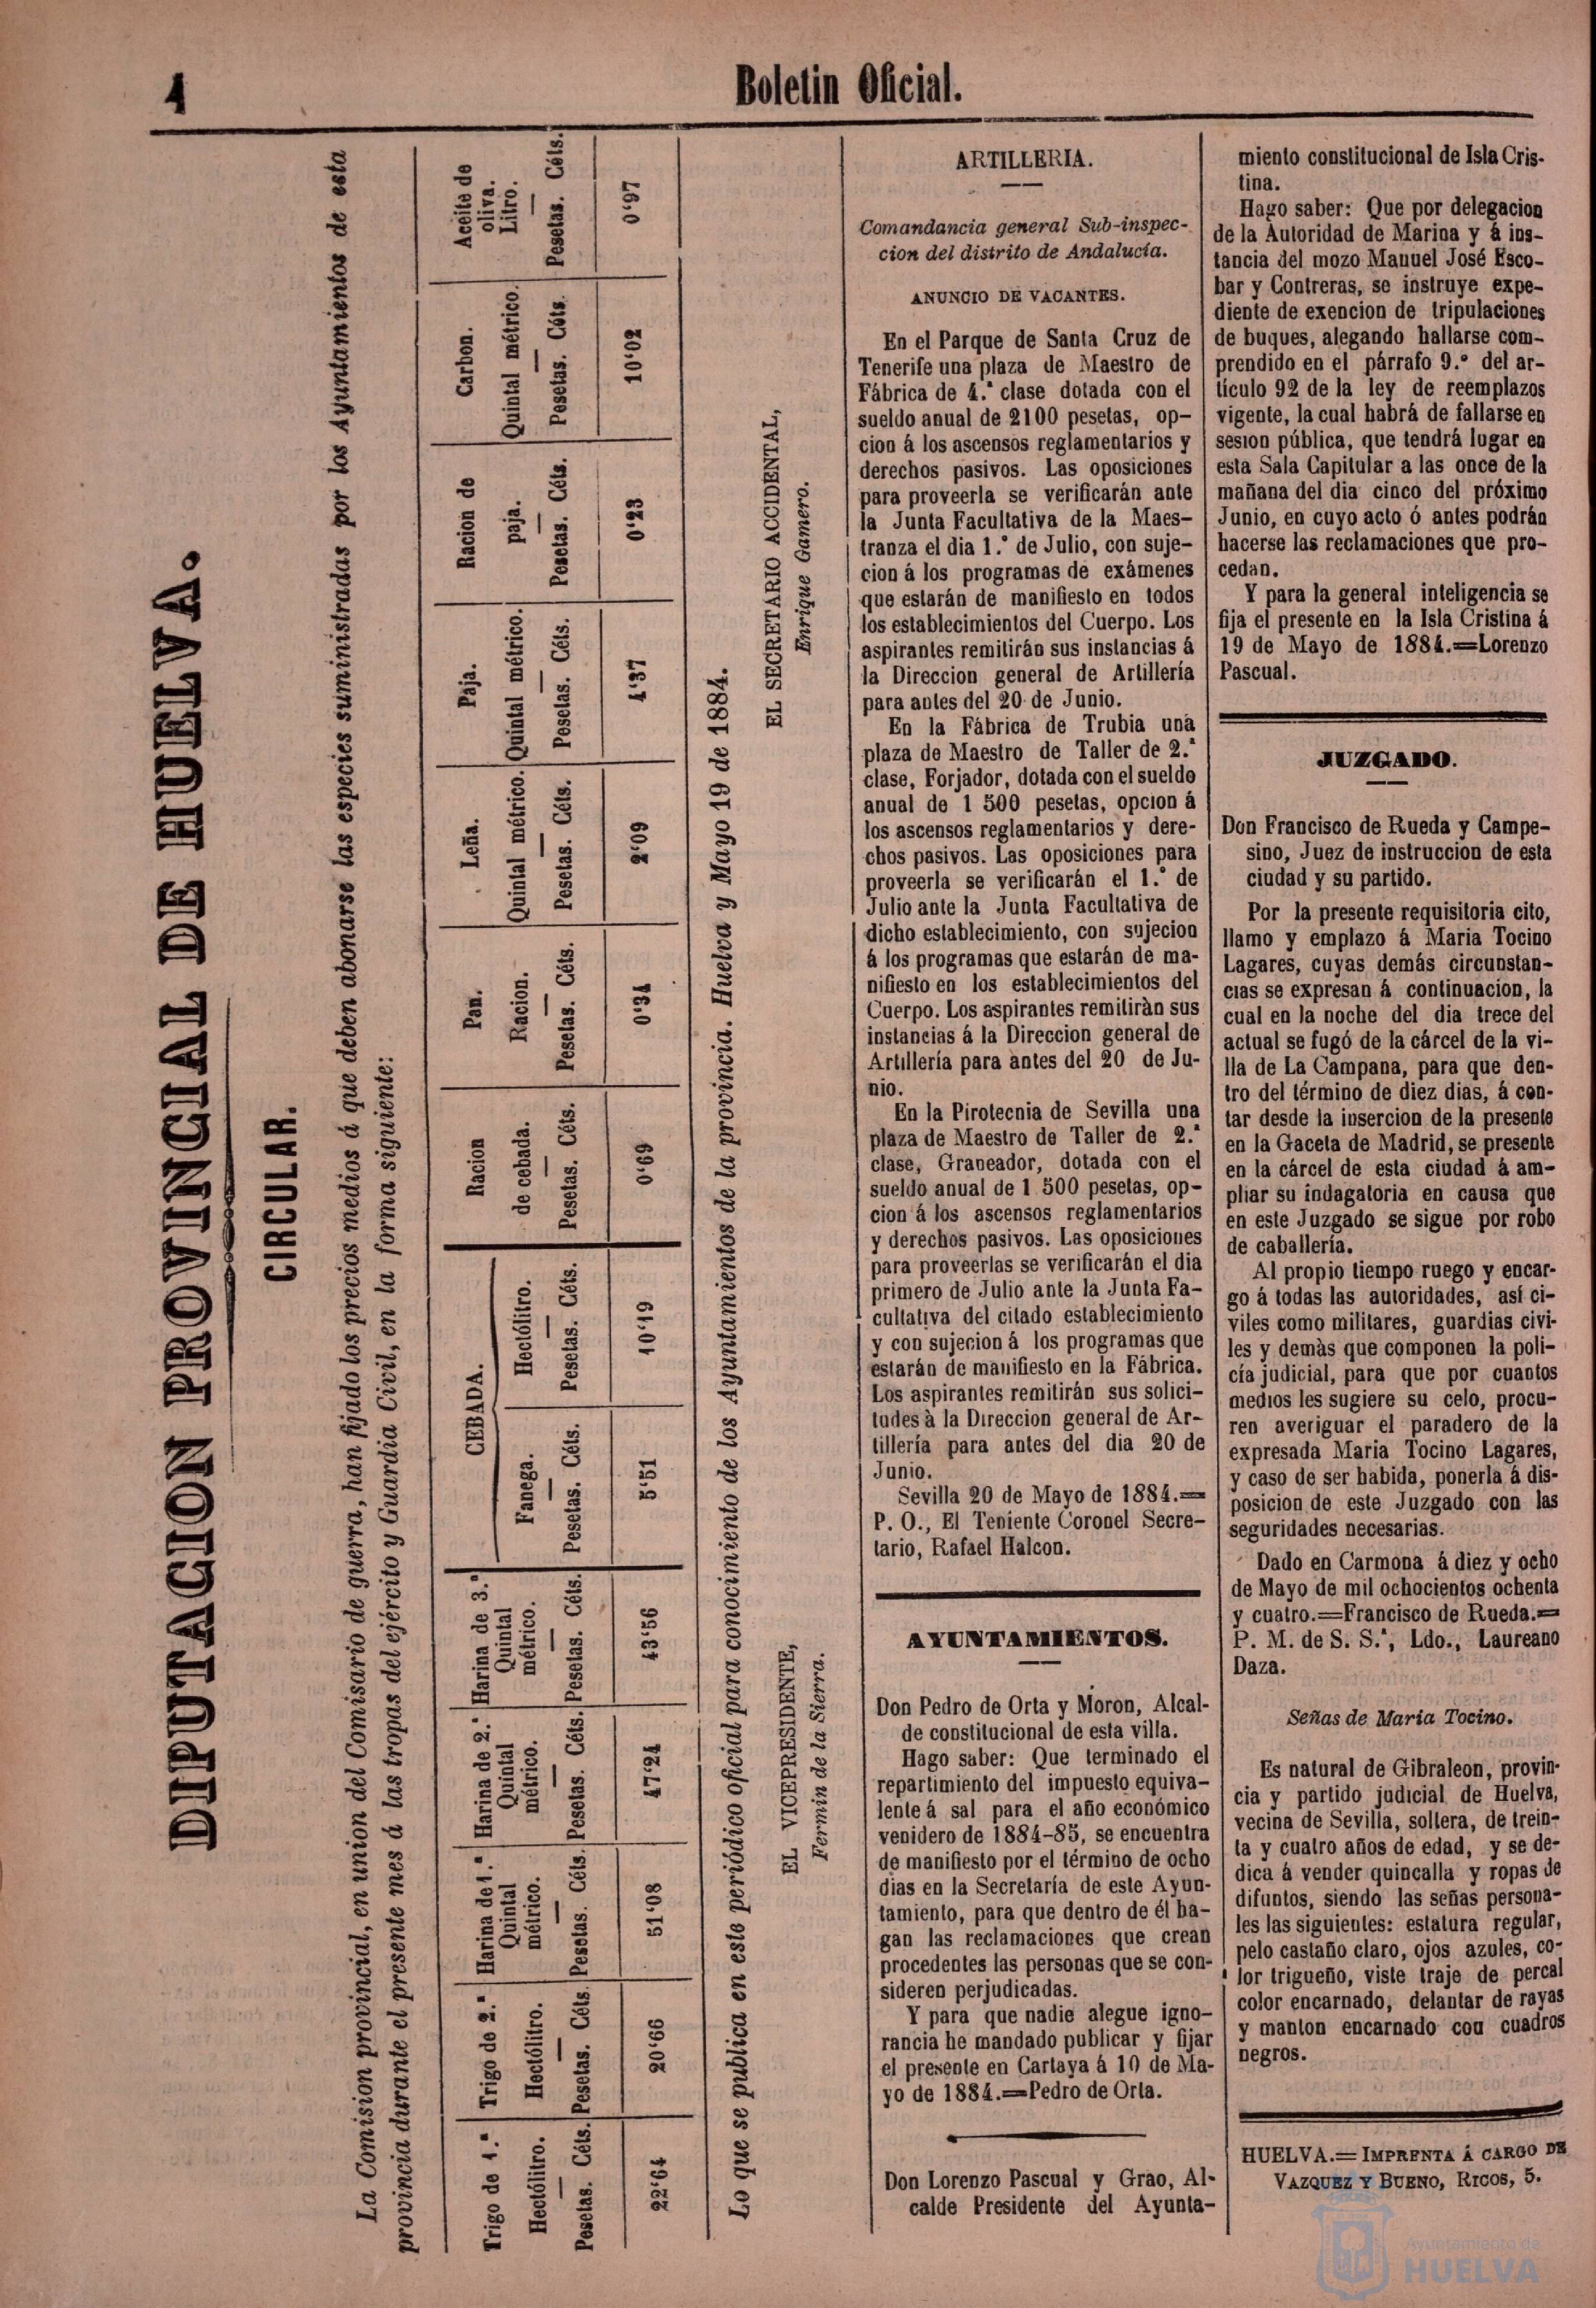 4
Boletin Oficial.
DIPUTACION PROVINCIAL DE HUELVA.
CIRCULAR.
La Comision provincial, en union del Comisario de guerra, han fijado los precios medios á que deben abonarse las especies suministradas por los Ayuntamientos de esta
provincia durante el presente mes á las tropas del ejército y Guardia Civil, en la forma siguiente:
Trigo de 1.ª
Hectólitro.
Pesetas. Céts.
22‘64
Trigo de 2.ª
Hectólitro.
Pesetas. Céts.
20‘66
Harina de 1.ª
Quintal
métrico.
Pesetas. Céts.
51‘08
Harina de 2.ª
Quintal
métrico.
Pesetas. Céts.
47‘24
Harina de 3.ª
Quintal
métrico.
Pesetas. Céts.
43‘56
CEBADA.
Fanega.
Pesetas. Céts.
5‘51
Hectólitro.
Pesetas. Céts.
10‘19
Racion
de cebada.
Pesetas. Céts.
0‘69
Pan.
Racion.
Pesetas. Céts.
0‘34
Leña.
Quintal métrico.
Pesetas. Céts.
2‘09
Paja.
Quintal métrico.
Pesetas. Céts.
4‘37
Racion de
paja.
Pesetas. Céts.
0‘23
Carbon.
Quintal métrico.
Pesetas. Céts.
10‘02
Aceite de
oliva.
Litro.
Pesetas. Céts.
0‘97
Lo que se publica en este periódico oficial para conocimiento de los Ayuntamientos de la provincia. Huelva y Mayo 19 de 1884.
EL VICEPRESIDENTE,
Fermin de la Sierra.
EL SECRETARIO ACCIDENTAL,
Enrique Gamero.
ARTILLERIA.
Comandancia general Sub-inspec-
cion del distrito de Andalucía.
ANUNCIO DE VACANTES.
En el Parque de Santa Cruz de
Tenerife una plaza de Maestro de
Fábrica de 4.ª clase dotada con el
sueldo anual de 2100 pesetas, op-
cion á los ascensos reglamentarios y
derechos pasivos. Las oposiciones
para proveerla se verificarán ante
la Junta Facultativa de la Maes-
tranza el dia 1.º de Julio, con suje-
cion á los programas de exámenes
que estarán de manifiesto en todos
los establecimientos del Cuerpo. Los
aspirantes remitirán sus instancias á
la Direccion general de Artillería
para antes del 20 de Junio.
En la Fábrica de Trubia una
plaza de Maestro de Taller de 2.ª
clase, Forjador, dotada con el sueldo
anual de 1 500 pesetas, opcion á
los ascensos reglamentarios y dere-
chos pasivos. Las oposiciones para
proveerla se verificarán el 1.º de
Julio ante la Junta Facultativa de
dicho establecimiento, con sujecion
á los programas que estarán de ma-
nifiesto en los establecimientos del
Cuerpo. Los aspirantes remitiràn sus
instancias á la Direccion general de
Artillería para antes del 20 de Ju-
nio.
En la Pirotecnia de Sevilla una
plaza de Maestro de Taller de 2.ª
clase, Graneador, dotada con el
sueldo anual de 1 500 pesetas, op-
cion á los ascensos reglamentarios
y derechos pasivos. Las oposiciones
para proveerlas se verificarán el dia
primero de Julio ante la Junta Fa-
cultativa del citado establecimiento
y con sujecion á los programas que
estarán de manifiesto en la Fábrica.
Los aspirantes remitirán sus solici-
tudes à la Direccion general de Ar-
tillería para antes del dia 20 de
Junio.
Sevilla 20 de Mayo de 1884.=
P. O., El Teniente Coronel Secre-
tario, Rafael Halcon.
AYUNTAMIENTOS.
Don Pedro de Orta y Moron, Alcal-
de constitucional de esta villa.
Hago saber: Que terminado el
repartimiento del impuesto equiva-
lente á sal para el año económico
venidero de 1884-85, se encuentra
de manifiesto por el término de ocho
dias en la Secretaría de este Ayun-
tamiento, para que dentro de él ha-
gan las reclamaciones que crean
procedentes las personas que se con-
sideren perjudicadas.
Y para que nadie alegue igno-
rancia he mandado publicar y fijar
el presente en Cartaya á 10 de Ma-
yo de 1884.=Pedro de Orta.
Don Lorenzo Pascual y Grao, Al-
calde Presidente del Ayunta-
miento constitucional de Isla Cris-
tina.
Hago saber: Que por delegacion
de la Autoridad de Marina y á ins-
tancia del mozo Manuel José Esco-
bar y Contreras, se instruye expe-
diente de exencion de tripulaciones
de buques, alegando hallarse com-
prendido en el párrafo 9.º del ar-
tículo 92 de la ley de reemplazos
vigente, la cual habrá de fallarse en
sesion pública, que tendrá lugar en
esta Sala Capitular a las once de la
mañana del dia cinco del próximo
Junio, en cuyo acto ó antes podrán
hacerse las reclamaciones que pro-
cedan.
Y para la general inteligencia se
fija el presente en la Isla Cristina á
19 de Mayo de 1884.=Lorenzo
Pascual.
JUZGADO.
Don Francisco de Rueda y Campe-
sino, Juez de instruccion de esta
ciudad y su partido.
Por la presente requisitoria cito,
llamo y emplazo á Maria Tocino
Lagares, cuyas demás circunstan-
cias se expresan á continuacion, la
cual en la noche del dia trece del
actual se fugó de la cárcel de la vi-
lla de La Campana, para que den-
tro del término de diez dias, á con-
tar desde la insercion de la presente
en la Gaceta de Madrid, se presente
en la cárcel de esta ciudad á am-
pliar su indagatoria en causa que
en este Juzgado se sigue por robo
de caballería.
Al propio tiempo ruego y encar-
go á todas las autoridades, así ci-
viles como militares, guardias civi-
les y demàs que componen la poli-
cía judicial, para que por cuantos
medios les sugiere su celo, procu-
ren averiguar el paradero de la
expresada Maria Tocino Lagares,
y caso de ser habida, ponerla á dis-
posicion de este Juzgado con las
seguridades necesarias.
Dado en Carmona á diez y ocho
de Mayo de mil ochocientos ochenta
y cuatro.=Francisco de Rueda.=
P. M. de S. S.ª, Ldo., Laureano
Daza.
Señas de María Tocino.
Es natural de Gibraleon, provin-
cia y partido judicial de Huelva,
vecina de Sevilla, soltera, de trein-
ta y cuatro años de edad, y se de-
dica á vender quincalla y ropas de
difuntos, siendo las señas persona-
les las siguientes: estatura regular,
pelo castaño claro, ojos azules, co-
lor trigueño, viste traje de percal
color encarnado, delantar de rayas
y manton encarnado con cuadros
negros.
HUELVA.=IMPRENTA Á CARGO DE
VAZQUEZ Y BUENO, RICOS, 5.
Ayuntamiento de
HUELVA